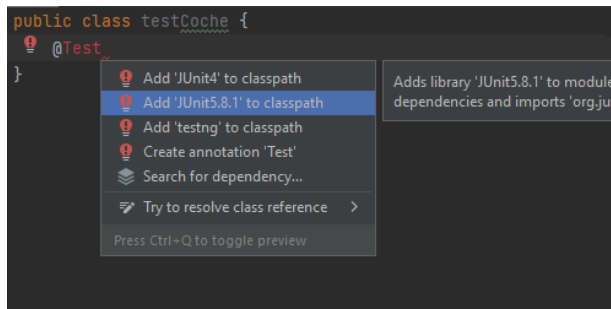 public class testCoche {
@Test
}
Add 'JUnit4' to classpath
Add 'JUnit5.8.1' to classpath
Add 'testng' to classpath
Create annotation 'Test'
Search for dependency...
Try to resolve class reference
Press Ctrl+Q to toggle preview
Adds library 'JUnit5.8.1' to module
dependencies and imports 'org.ju